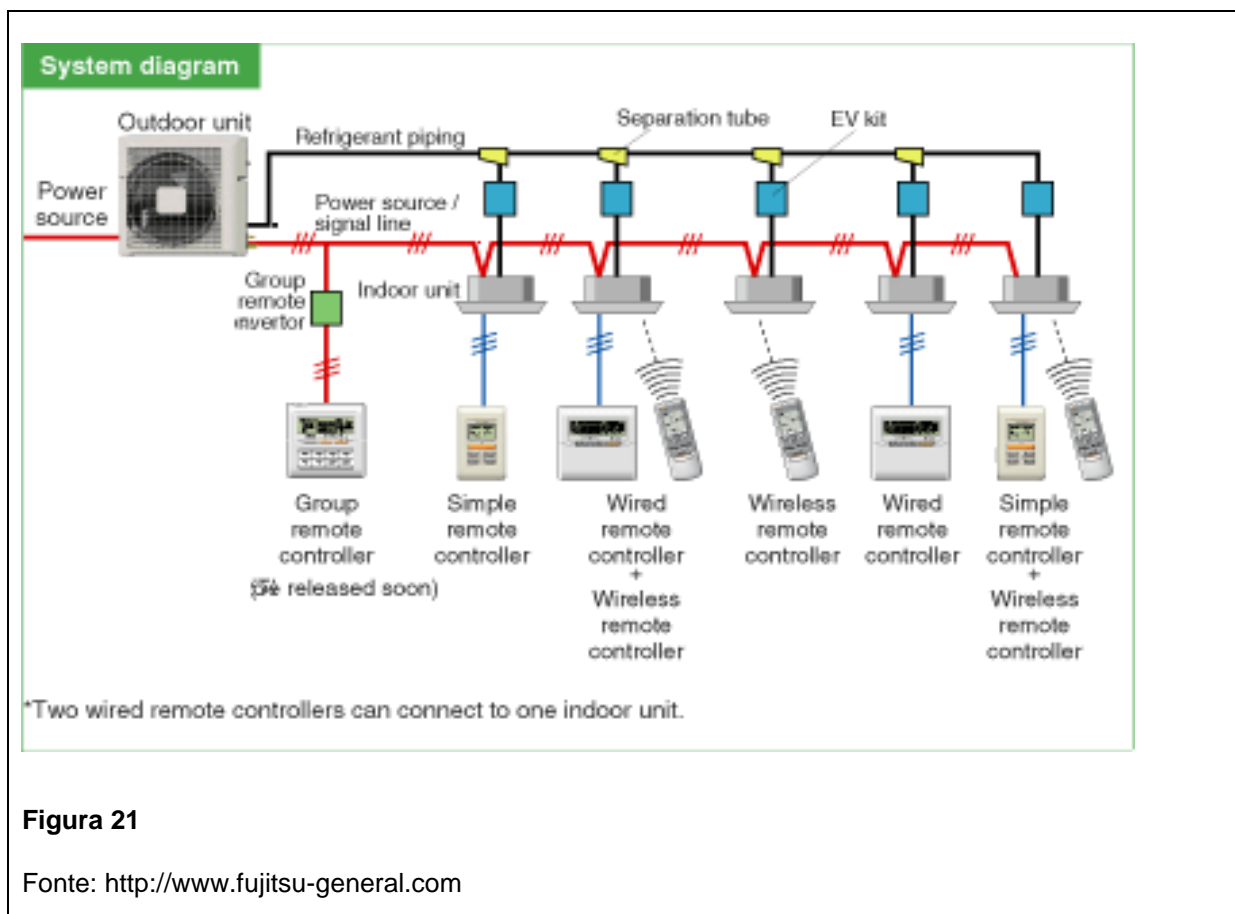 System diagram
Outdoor unit
Separation tube
EV kit
Refrigerant piping
Power
source
Power source /
signal line
Group
remote
Indoor unit
Group
remote
controller
released soon)
Simple
remote
controller
Wired
remote
controller
+
Wireless
remote
controller
Wireless
remote
controller
Wired
remote
controller
Simple
remote
controller
+
Wireless
remote
controller
*Two wired remote controllers can connect to one indoor unit.
Figura 21
Fonte: http://www.fujitsu-general.com